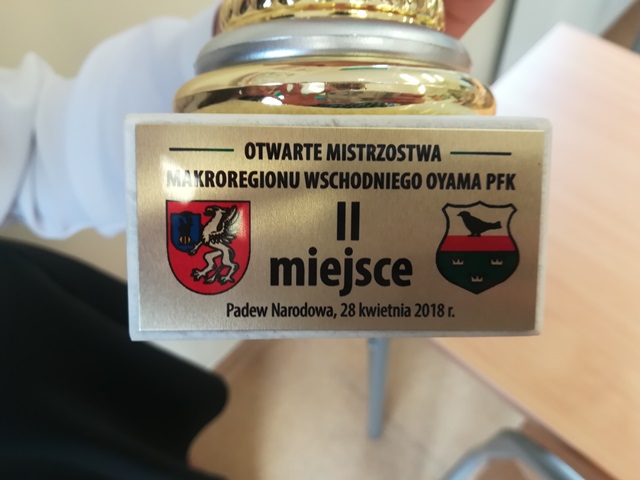 OTWARTE MISTRZOSTWA
MAKROREGIONU WSCHODNIEGO OYAMA PFK
II
miejsce
Padew Narodowa, 28 kwietnia 2018 r.